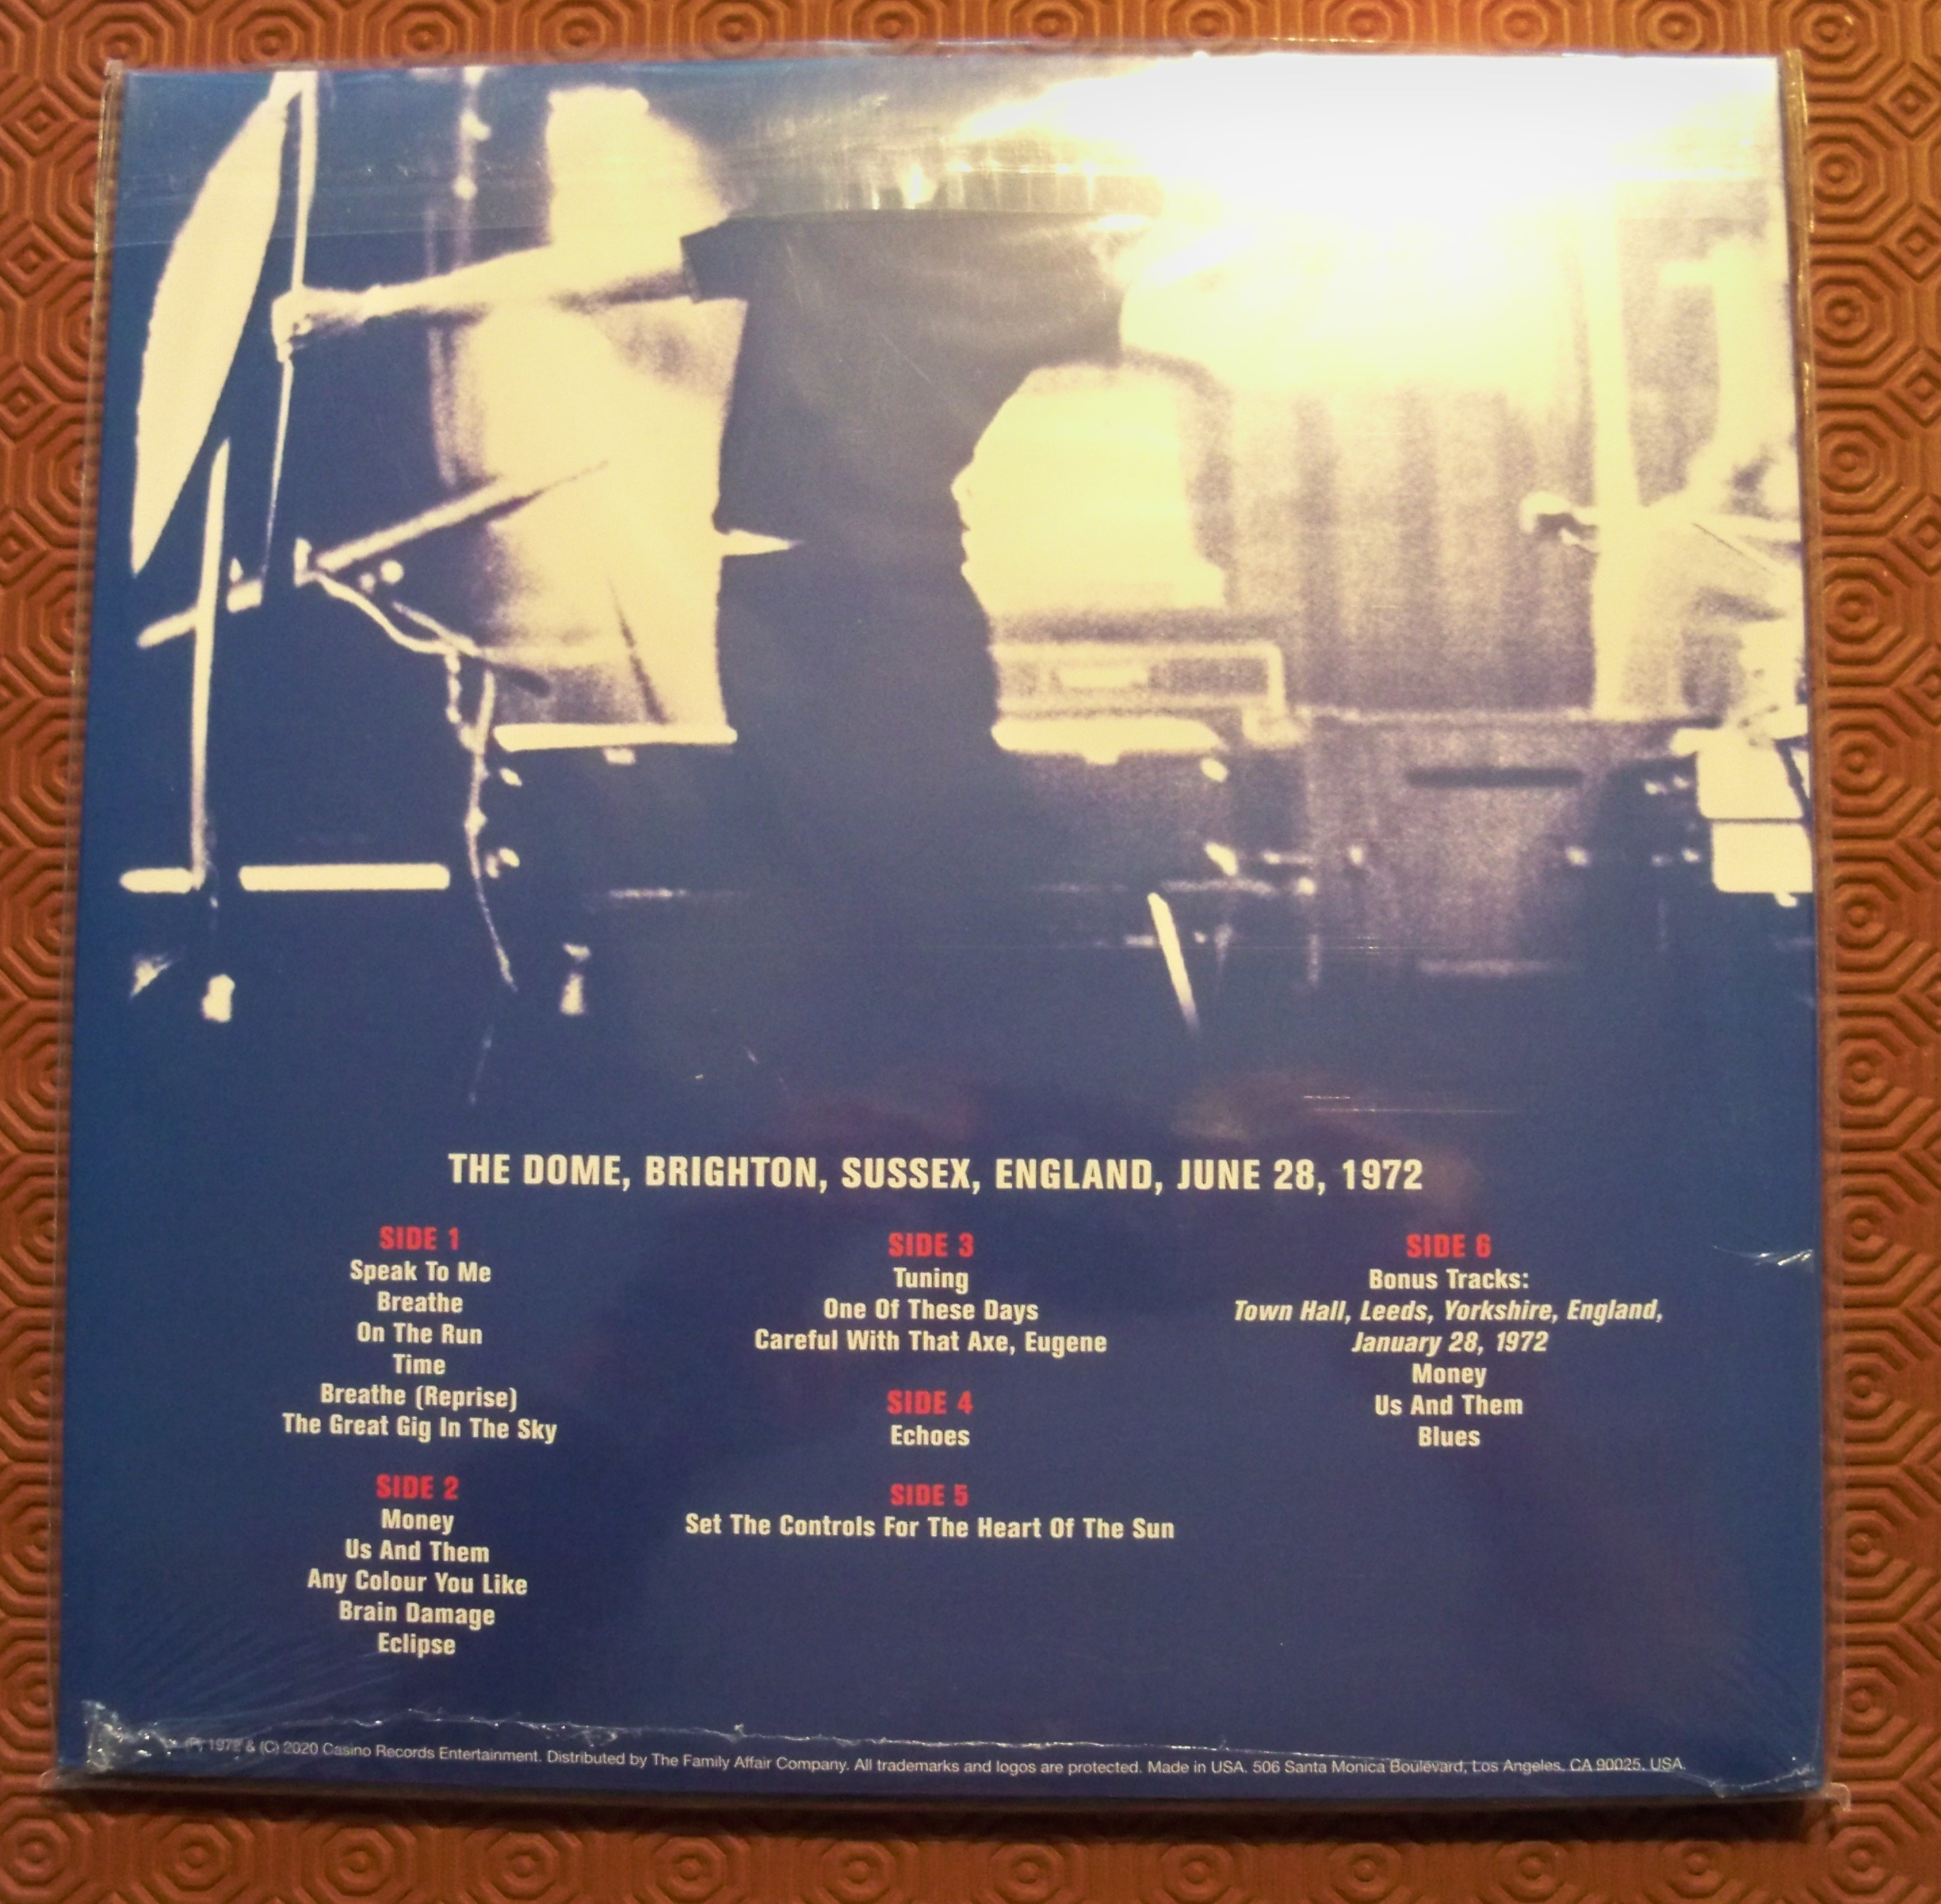 THE DOME, BRIGHTON, SUSSEX, ENGLAND, JUNE 28, 1972
SIDE 1
Speak To Me
Breathe
On The Run
Time
Breathe (Reprise)
The Great Gig In The Sky
SIDE 2
Money
Us And Them
Any Colour You Like
Brain Damage
Eclipse
SIDE 3
Tuning
One Of These Days
Careful With That Axe, Eugene
SIDE 4
Echoes
SIDE 5
Set The Controls For The Heart Of The Sun
SIDE 6
Bonus Tracks:
Town Hall, Leeds, Yorkshire, England,
January 28, 1972
Money
Us And Them
Blues
(P) 1972 & (C) 2020 Casino Records Entertainment. Distributed by The Family Affair Company. All trademarks and logos are protected. Made in USA. 506 Santa Monica Boulevard, Los Angeles, CA 90025, USA.